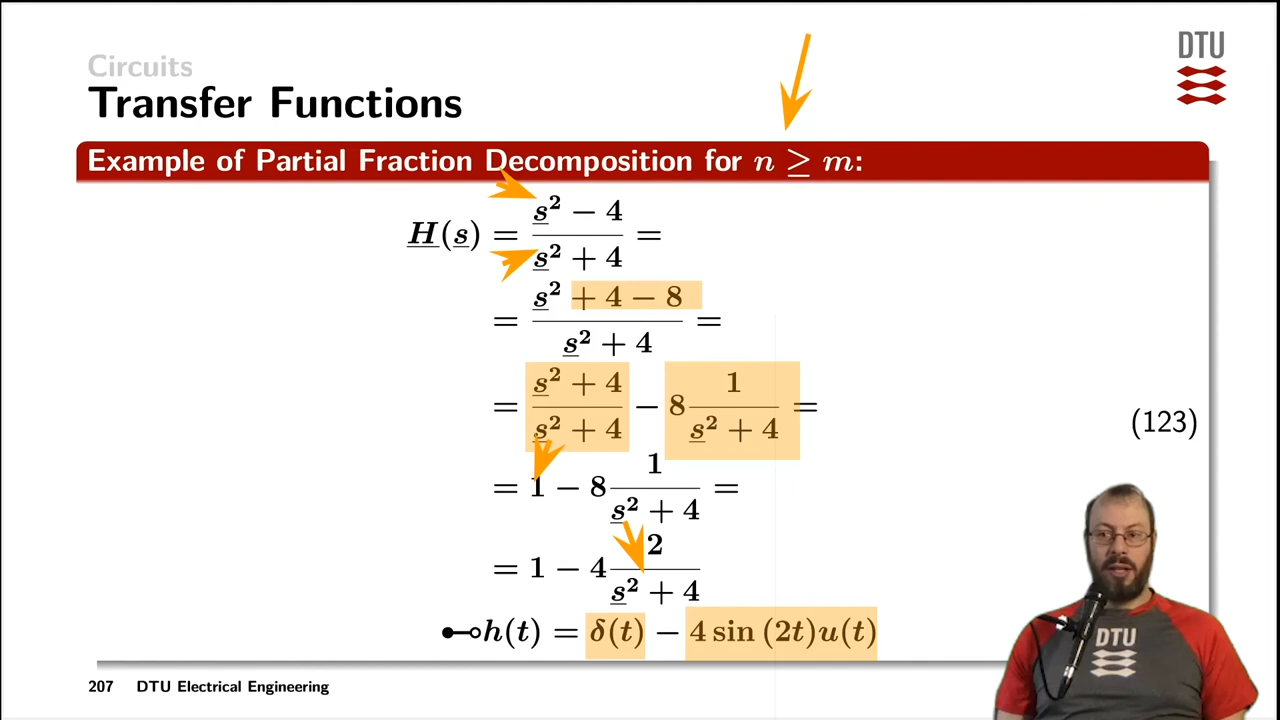 Circuits
DTU
Transfer Functions
Example of Partial Fraction Decomposition for n ≥ m:
H(s) = (s² − 4)/(s² + 4) =
= (s² + 4 − 8)/(s² + 4) =
= (s² + 4)/(s² + 4) − 8 1/(s² + 4) =
(123)
= 1 − 8 1/(s² + 4) =
= 1 − 4 2/(s² + 4)
h(t) = δ(t) − 4 sin (2t)u(t)
DTU
207 DTU Electrical Engineering